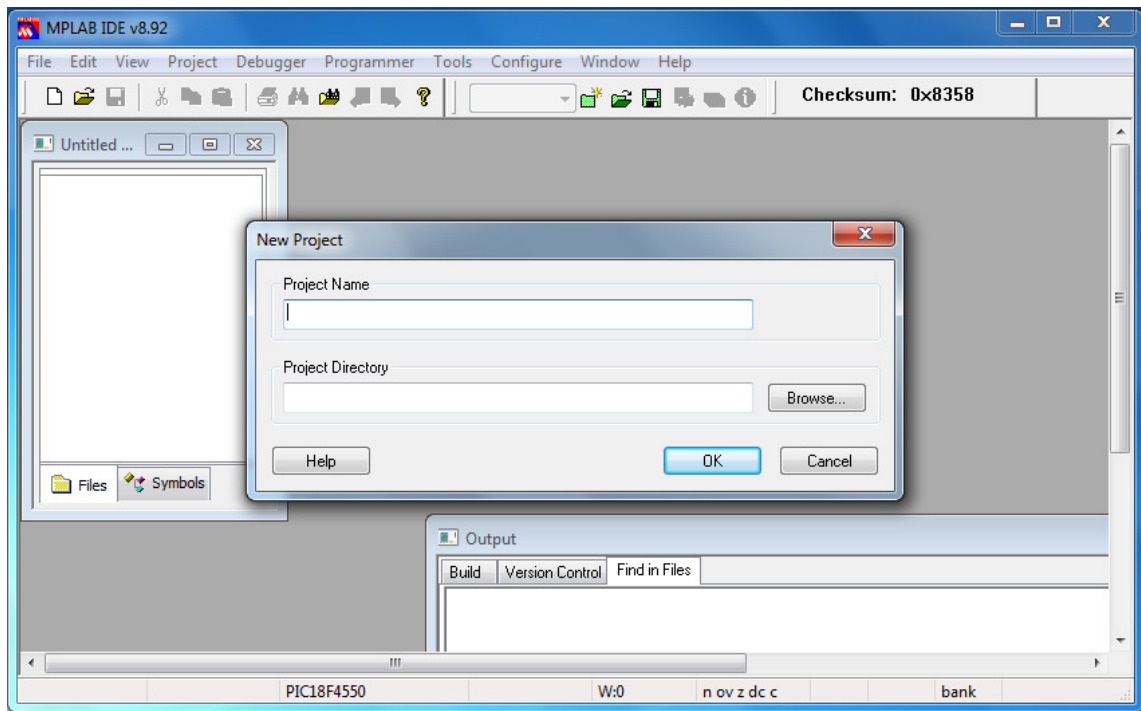 MPLAB IDE v8.92
File Edit View Project Debugger Programmer Tools Configure Window Help
Checksum: 0x8358
Untitled ...
New Project
Project Name
Project Directory
Browse...
Help OK Cancel
Files Symbols
Output
Build Version Control Find in Files
PIC18F4550 W:0 n ov z dc c bank